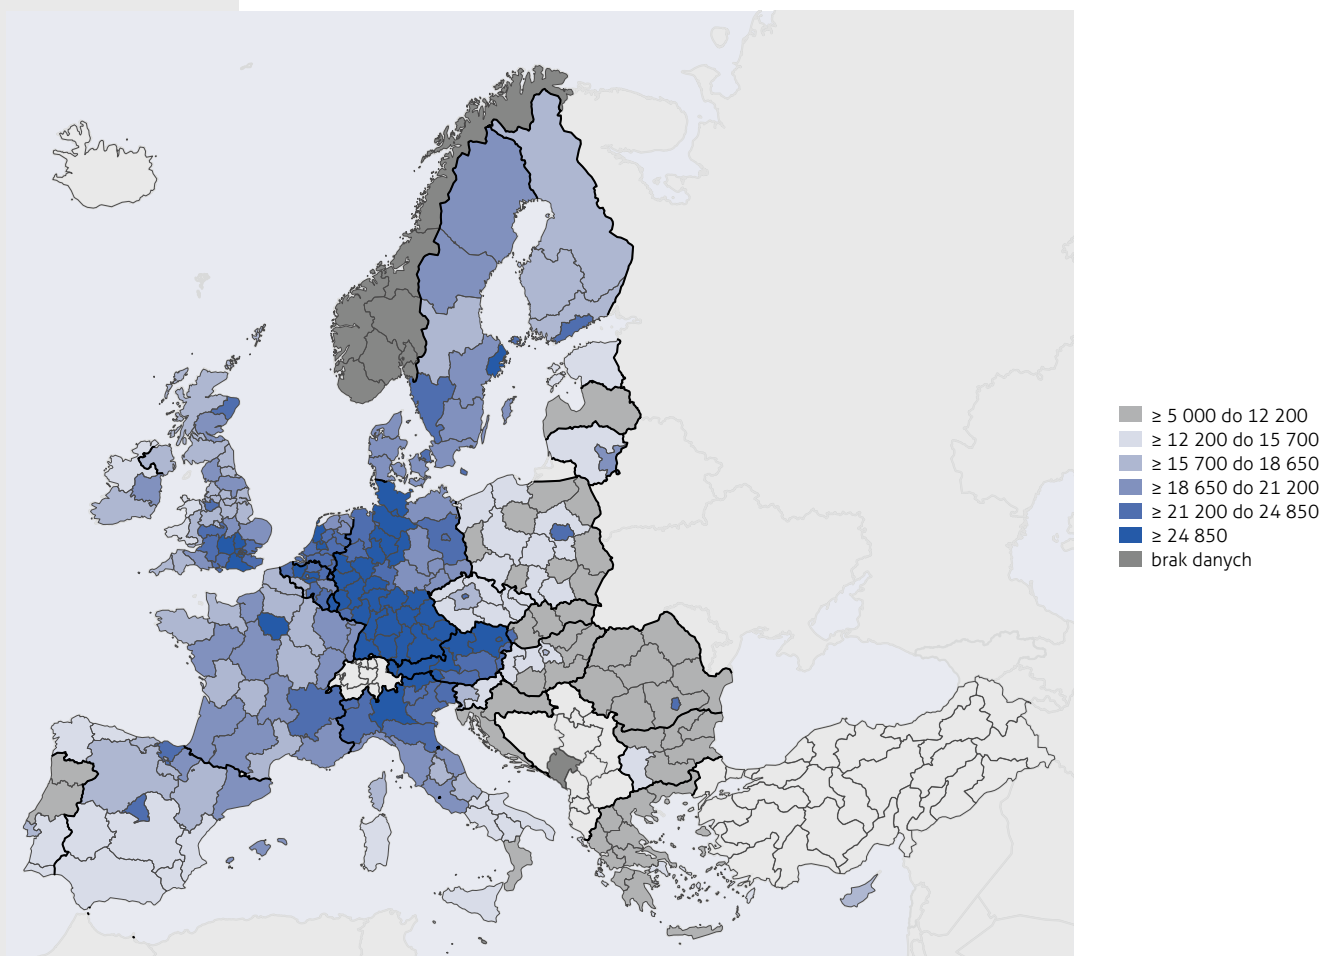 ≥ 5 000 do 12 200
≥ 12 200 do 15 700
≥ 15 700 do 18 650
≥ 18 650 do 21 200
≥ 21 200 do 24 850
≥ 24 850
brak danych